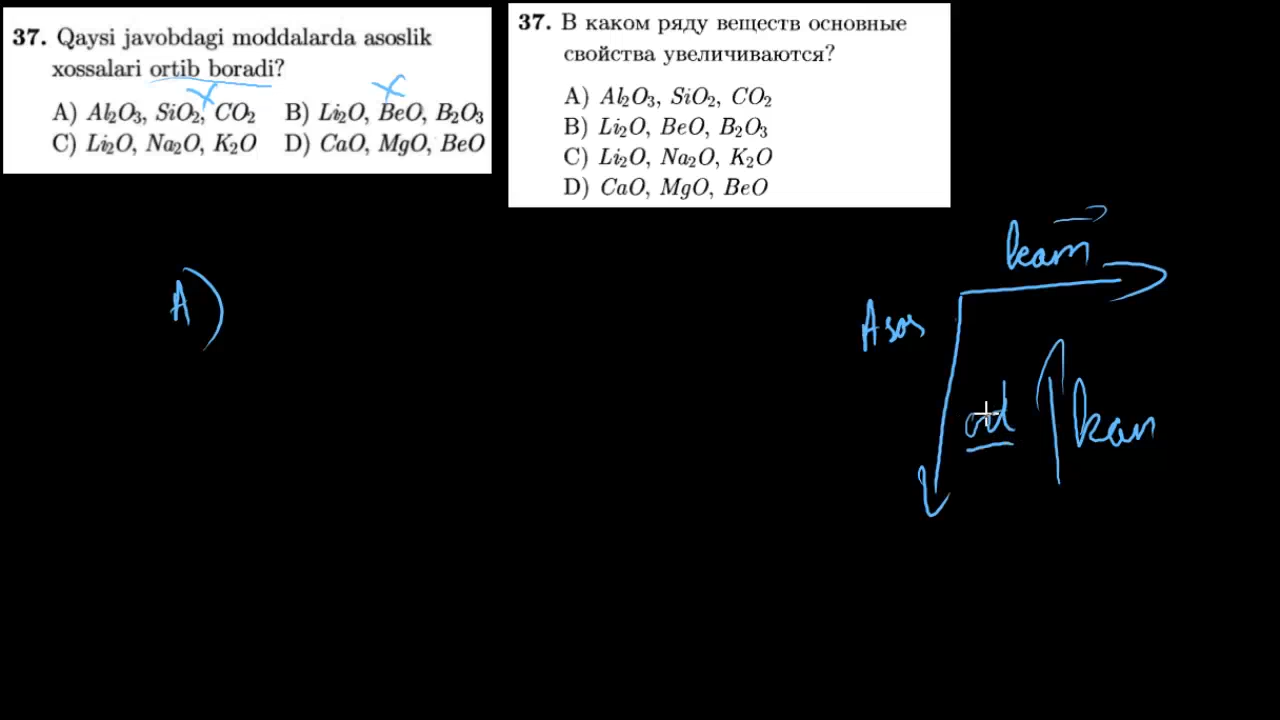 37. Qaysi javobdagi moddalarda asoslik
xossalari ortib boradi?
A) Al₂O₃, SiO₂, CO₂ B) Li₂O, BeO, B₂O₃
C) Li₂O, Na₂O, K₂O D) CaO, MgO, BeO
37. В каком ряду веществ основные
свойства увеличиваются?
A) Al₂O₃, SiO₂, CO₂
B) Li₂O, BeO, B₂O₃
C) Li₂O, Na₂O, K₂O
D) CaO, MgO, BeO
A)
kam
Asos
kam